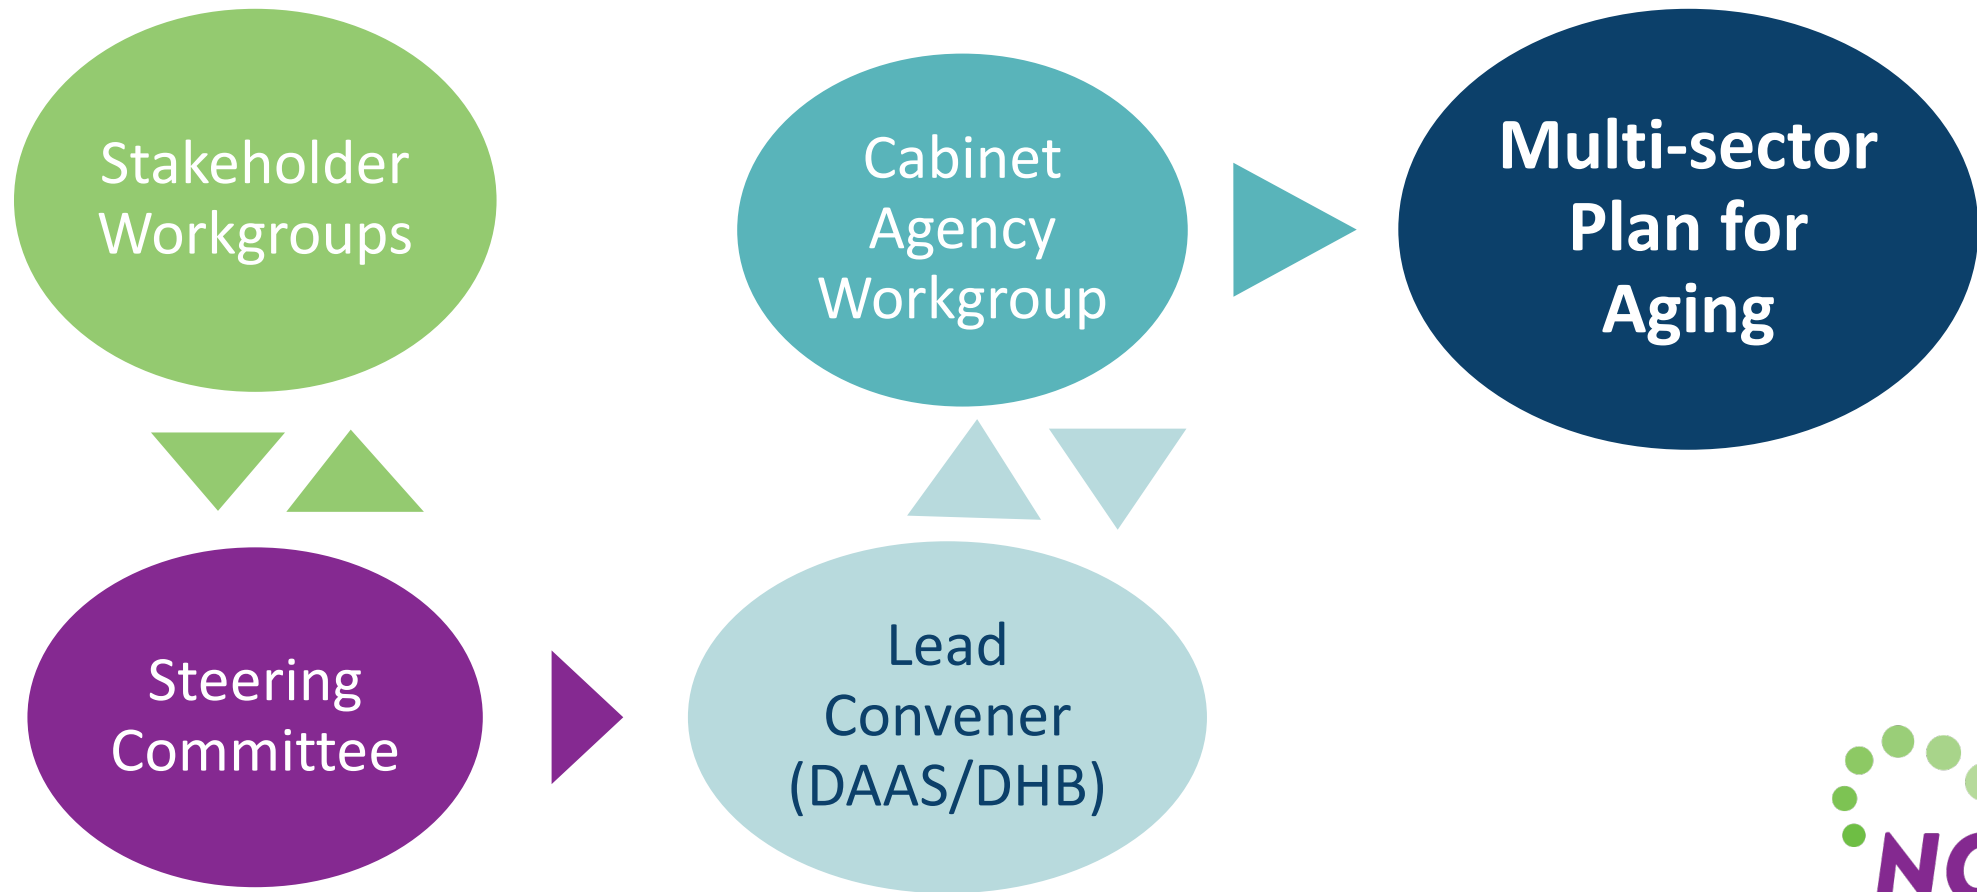 Stakeholder
Workgroups
Cabinet
Agency
Workgroup
Multi-sector
Plan for
Aging
Steering
Committee
Lead
Convener
(DAAS/DHB)